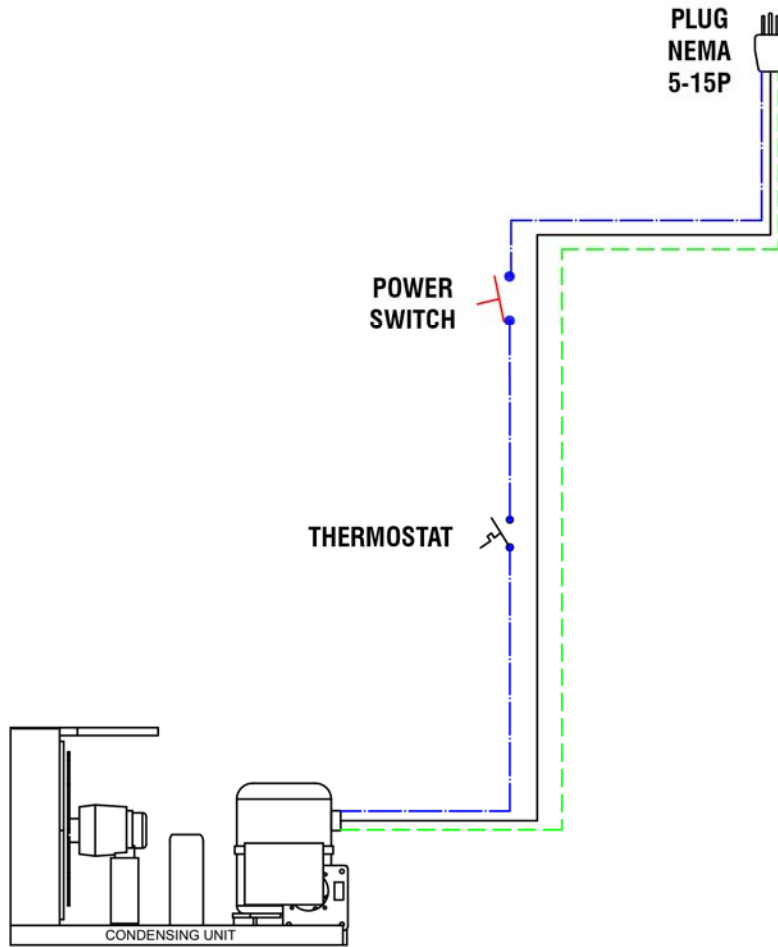 PLUG
NEMA
5-15P
POWER
SWITCH
THERMOSTAT
CONDENSING UNIT